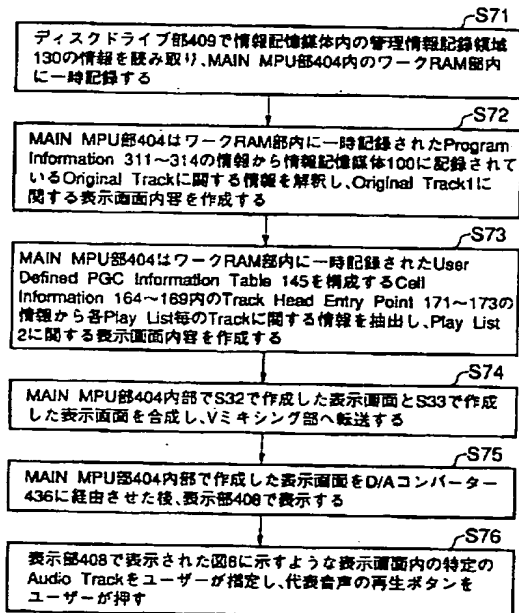 S71
ディスクドライブ部409で情報記憶媒体内の管理情報記録領域
130の情報を読み取り、MAIN MPU部404内のワークRAM部内
に一時記録する
S72
MAIN MPU部404はワークRAM部内に一時記録されたProgram
Information 311〜314の情報から情報記憶媒体100に記録されて
いるOriginal Trackに関する情報を解釈し、Original Track1に
関する表示画面内容を作成する
S73
MAIN MPU部404はワークRAM部内に一時記録されたUser
Defined PGC Information Table 145を構成するCell
Information 164〜169内のTrack Head Entry Point 171〜173の
情報から各Play List毎のTrackに関する情報を抽出し、Play List
2に関する表示画面内容を作成する
S74
MAIN MPU部404内部でS32で作成した表示画面とS33で作成
した表示画面を合成し、Vミキシング部へ転送する
S75
MAIN MPU部404内部で作成した表示画面をD/Aコンバーター
436に経由させた後、表示部408で表示する
S76
表示部408で表示された図8に示すような表示画面内の特定の
Audio Trackをユーザーが指定し、代表音声の再生ボタンを
ユーザーが押す